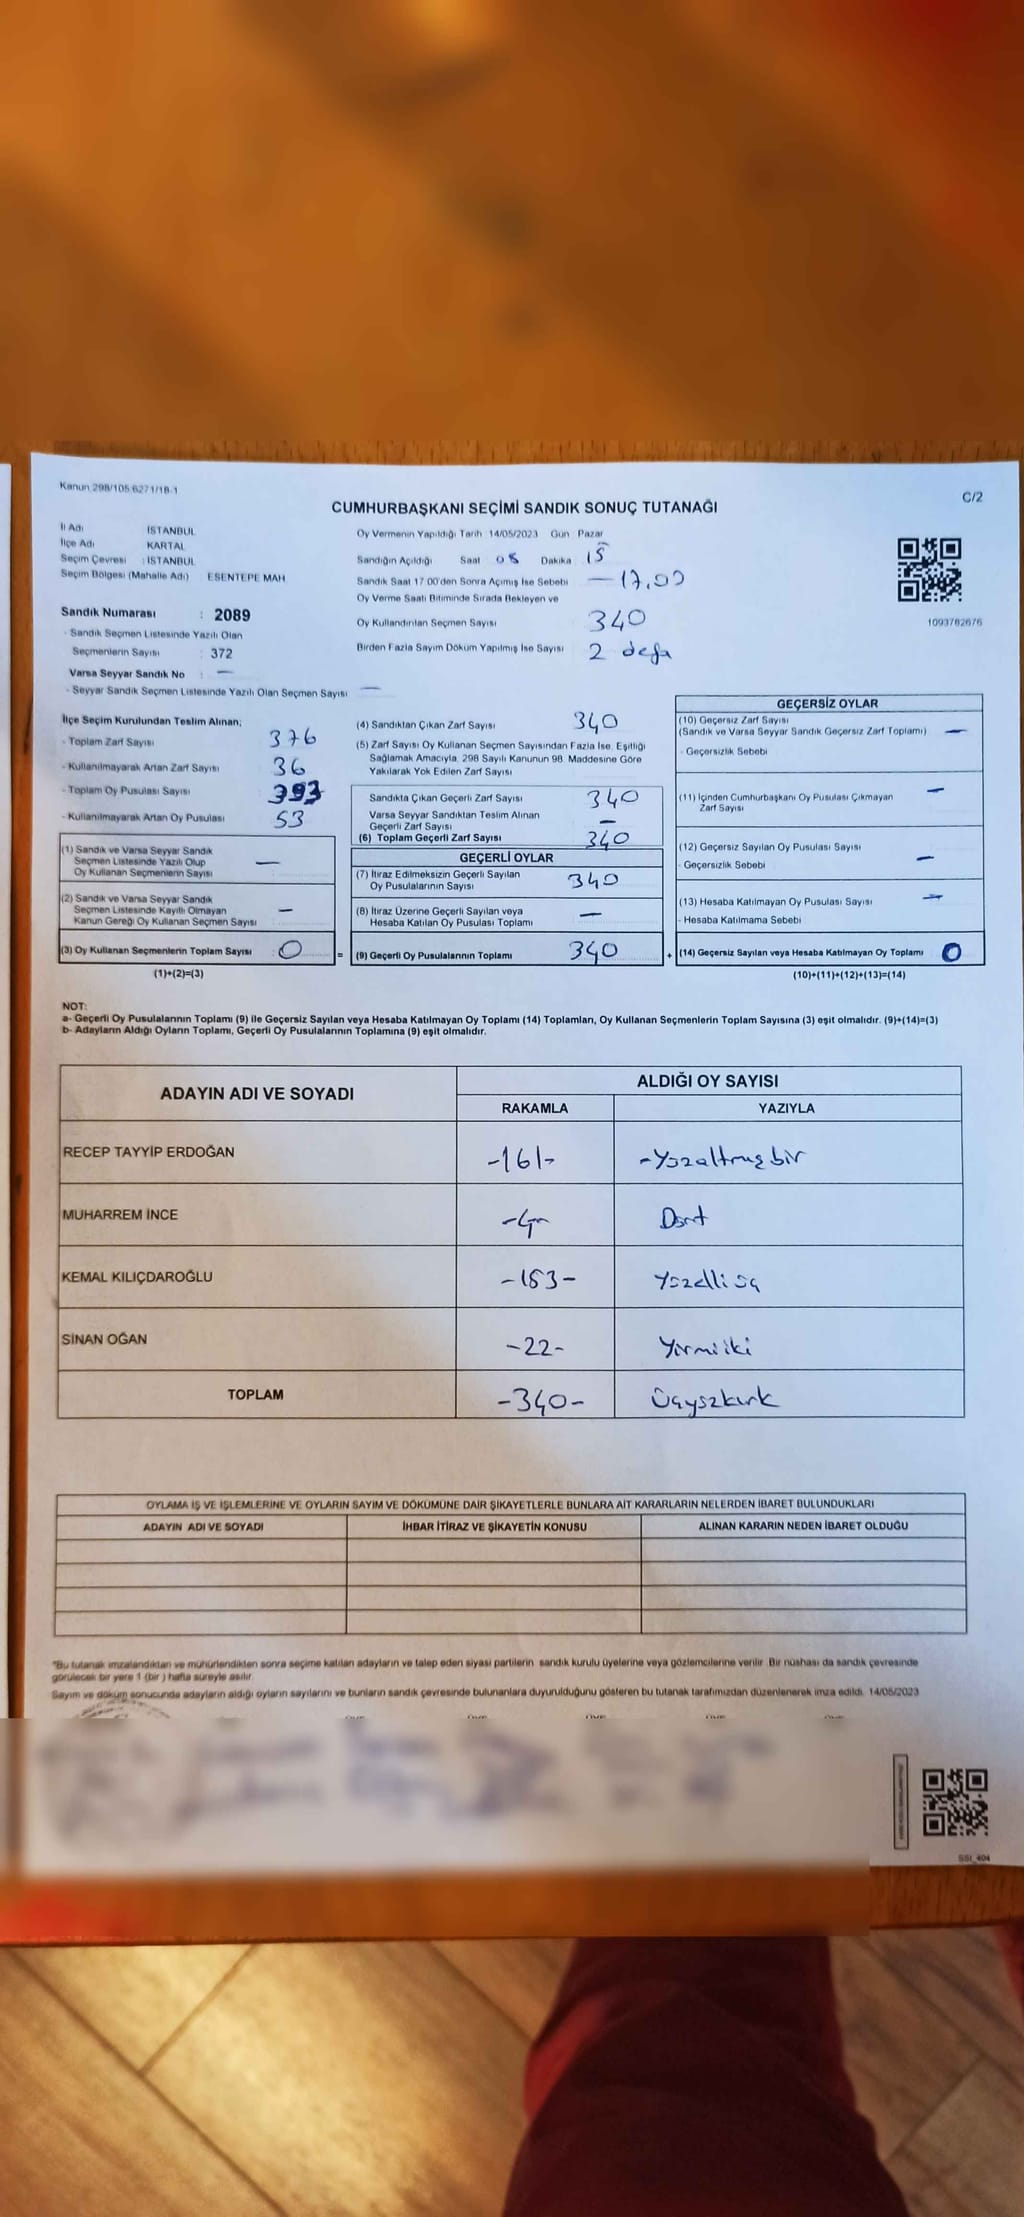 Kanun 298/105 6271/18-1
C/2
CUMHURBAŞKANI SEÇİMİ SANDIK SONUÇ TUTANAĞI
İl Adı İSTANBUL
İlçe Adı KARTAL
Seçim Çevresi : İSTANBUL
Seçim Bölgesi (Mahalle Adı) ESENTEPE MAH
Sandık Numarası : 2089
- Sandık Seçmen Listesinde Yazılı Olan
Seçmenlerin Sayısı : 372
Varsa Seyyar Sandık No : —
- Seyyar Sandık Seçmen Listesinde Yazılı Olan Seçmen Sayısı —
Oy Vermenin Yapıldığı Tarih 14/05/2023 Gün Pazar
Sandığın Açıldığı Saat 08 Dakika 15
Sandık Saat 17 00'den Sonra Açımış İse Sebebi — 17.00
Oy Verme Saati Bitiminde Sırada Bekleyen ve
Oy Kullandırılan Seçmen Sayısı 340
Birden Fazla Sayım Döküm Yapılmış İse Sayısı 2 defa
1093782676
İlçe Seçim Kurulundan Teslim Alınan;
- Toplam Zarf Sayısı 376
- Kullanılmayarak Artan Zarf Sayısı 36
- Toplam Oy Pusulası Sayısı 393
- Kullanılmayarak Artan Oy Pusulası 53
(1) Sandık ve Varsa Seyyar Sandık
Seçmen Listesinde Yazılı Olup
Oy Kullanan Seçmenlerin Sayısı —
(2) Sandık ve Varsa Seyyar Sandık
Seçmen Listesinde Kayıtlı Olmayan
Kanun Gereği Oy Kullanan Seçmen Sayısı —
(3) Oy Kullanan Seçmenlerin Toplam Sayısı : 0 =
(1)+(2)=(3)
(4) Sandıktan Çıkan Zarf Sayısı 340
(5) Zarf Sayısı Oy Kullanan Seçmen Sayısından Fazla İse, Eşitliği
Sağlamak Amacıyla, 298 Sayılı Kanunun 98. Maddesine Göre
Yakılarak Yok Edilen Zarf Sayısı
Sandıkta Çıkan Geçerli Zarf Sayısı 340
Varsa Seyyar Sandıktan Teslim Alınan
Geçerli Zarf Sayısı —
(6) Toplam Geçerli Zarf Sayısı 340
GEÇERLİ OYLAR
(7) İtiraz Edilmeksizin Geçerli Sayılan
Oy Pusulalarının Sayısı 340
(8) İtiraz Üzerine Geçerli Sayılan veya
Hesaba Katılan Oy Pusulası Toplamı —
(9) Geçerli Oy Pusulalarının Toplamı 340 +
GEÇERSİZ OYLAR
(10) Geçersiz Zarf Sayısı
(Sandık ve Varsa Seyyar Sandık Geçersiz Zarf Toplamı) —
- Geçersizlik Sebebi
(11) İçinden Cumhurbaşkanı Oy Pusulası Çıkmayan
Zarf Sayısı —
(12) Geçersiz Sayılan Oy Pusulası Sayısı
- Geçersizlik Sebebi —
(13) Hesaba Katılmayan Oy Pusulası Sayısı —
- Hesaba Katılmama Sebebi
(14) Geçersiz Sayılan veya Hesaba Katılmayan Oy Toplamı 0
(10)+(11)+(12)+(13)=(14)
NOT:
a- Geçerli Oy Pusulalarının Toplamı (9) ile Geçersiz Sayılan veya Hesaba Katılmayan Oy Toplamı (14) Toplamları, Oy Kullanan Seçmenlerin Toplam Sayısına (3) eşit olmalıdır. (9)+(14)=(3)
b- Adayların Aldığı Oyların Toplamı, Geçerli Oy Pusulalarının Toplamına (9) eşit olmalıdır.
ADAYIN ADI VE SOYADI ALDIĞI OY SAYISI
RAKAMLA YAZIYLA
RECEP TAYYİP ERDOĞAN -161- -Yüzaltmış bir
MUHARREM İNCE -4- Dört
KEMAL KILIÇDAROĞLU -153- Yüzelli üç
SİNAN OĞAN -22- Yirmi iki
TOPLAM -340- Üçyüzkırk
OYLAMA İŞ VE İŞLEMLERİNE VE OYLARIN SAYIM VE DÖKÜMÜNE DAİR ŞİKAYETLERLE BUNLARA AİT KARARLARIN NELERDEN İBARET BULUNDUKLARI
ADAYIN ADI VE SOYADI İHBAR İTİRAZ VE ŞİKAYETİN KONUSU ALINAN KARARIN NEDEN İBARET OLDUĞU
"Bu tutanak imzalandıktan ve mühürlendikten sonra seçime katılan adayların ve talep eden siyasi partilerin sandık kurulu üyelerine veya gözlemcilerine verilir. Bir nüshası da sandık çevresinde
görülecek bir yere 1 (bir ) hafta süreyle asılır.
Sayım ve döküm sonucunda adayların aldığı oyların sayılarını ve bunların sandık çevresinde bulunanlara duyurulduğunu gösteren bu tutanak tarafımızdan düzenlenerek imza edildi. 14/05/2023
SSI_404